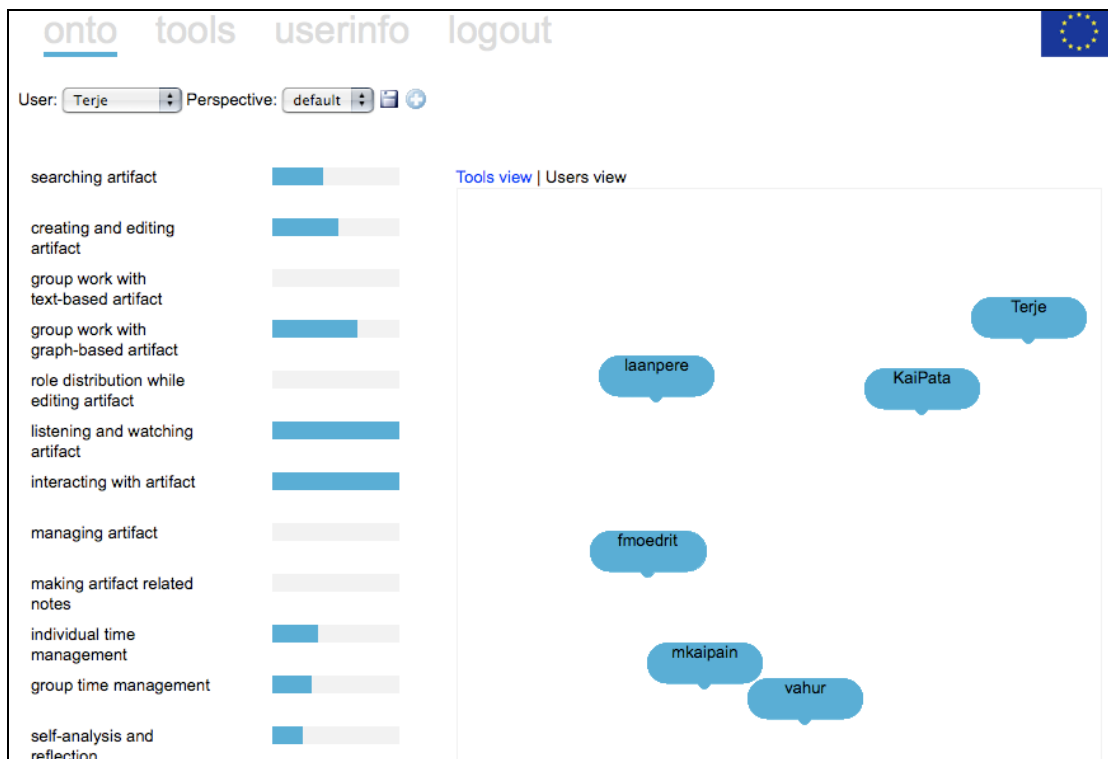 onto tools userinfo logout
User: Terje Perspective: default
searching artifact
Tools view | Users view
creating and editing
artifact
group work with
text-based artifact
group work with
graph-based artifact
role distribution while
editing artifact
listening and watching
artifact
interacting with artifact
managing artifact
making artifact related
notes
individual time
management
group time management
self-analysis and
reflection
Terje
laanpere
KaiPata
fmoedrit
mkaipain
vahur